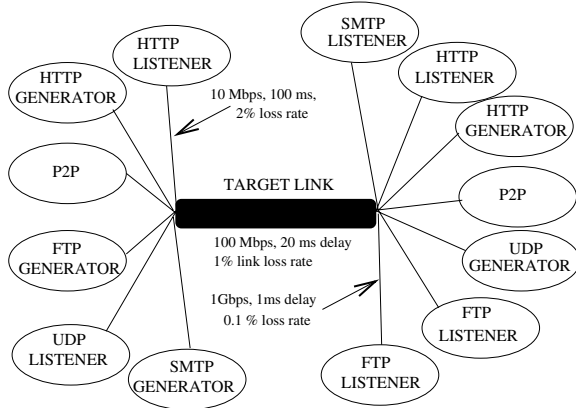 SMTP
LISTENER
HTTP
LISTENER
HTTP
LISTENER
HTTP
GENERATOR
10 Mbps, 100 ms,
2% loss rate
HTTP
GENERATOR
P2P
TARGET LINK
P2P
FTP
GENERATOR
100 Mbps, 20 ms delay
1% link loss rate
UDP
GENERATOR
1Gbps, 1ms delay
0.1 % loss rate
FTP
LISTENER
UDP
LISTENER
SMTP
GENERATOR
FTP
LISTENER